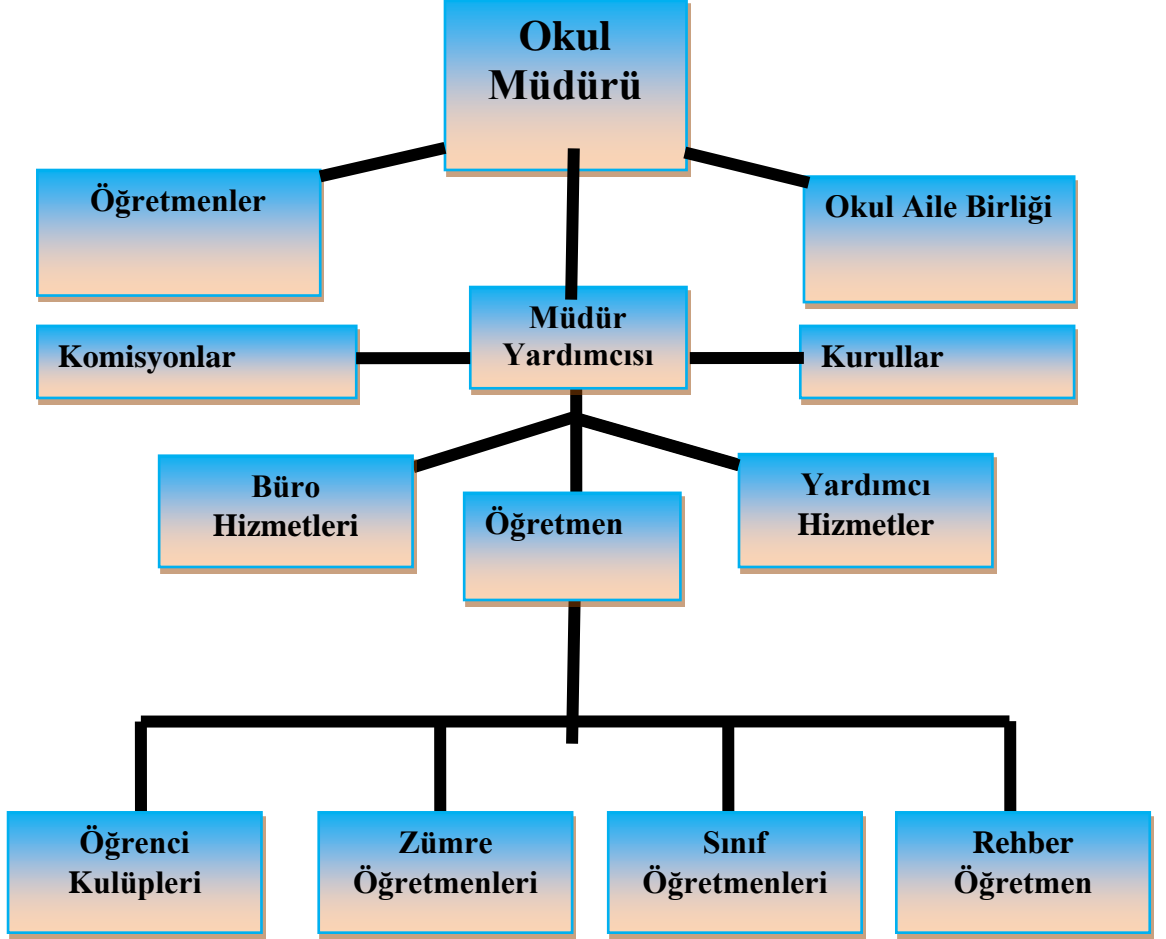 Okul
Müdürü
Öğretmenler
Okul Aile Birliği
Müdür
Yardımcısı
Komisyonlar
Kurullar
Büro
Hizmetleri
Öğretmen
Yardımcı
Hizmetler
Öğrenci
Kulüpleri
Zümre
Öğretmenleri
Sınıf
Öğretmenleri
Rehber
Öğretmen